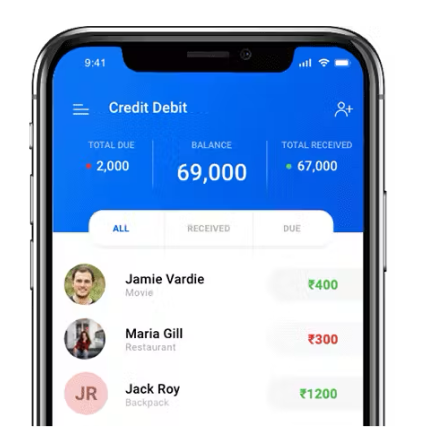 9:41
Credit Debit
TOTAL DUE BALANCE TOTAL RECEIVED
2,000 69,000 67,000
ALL RECEIVED DUE
Jamie Vardie ₹400
Movie
Maria Gill ₹300
Restaurant
JR Jack Roy ₹1200
Backpack